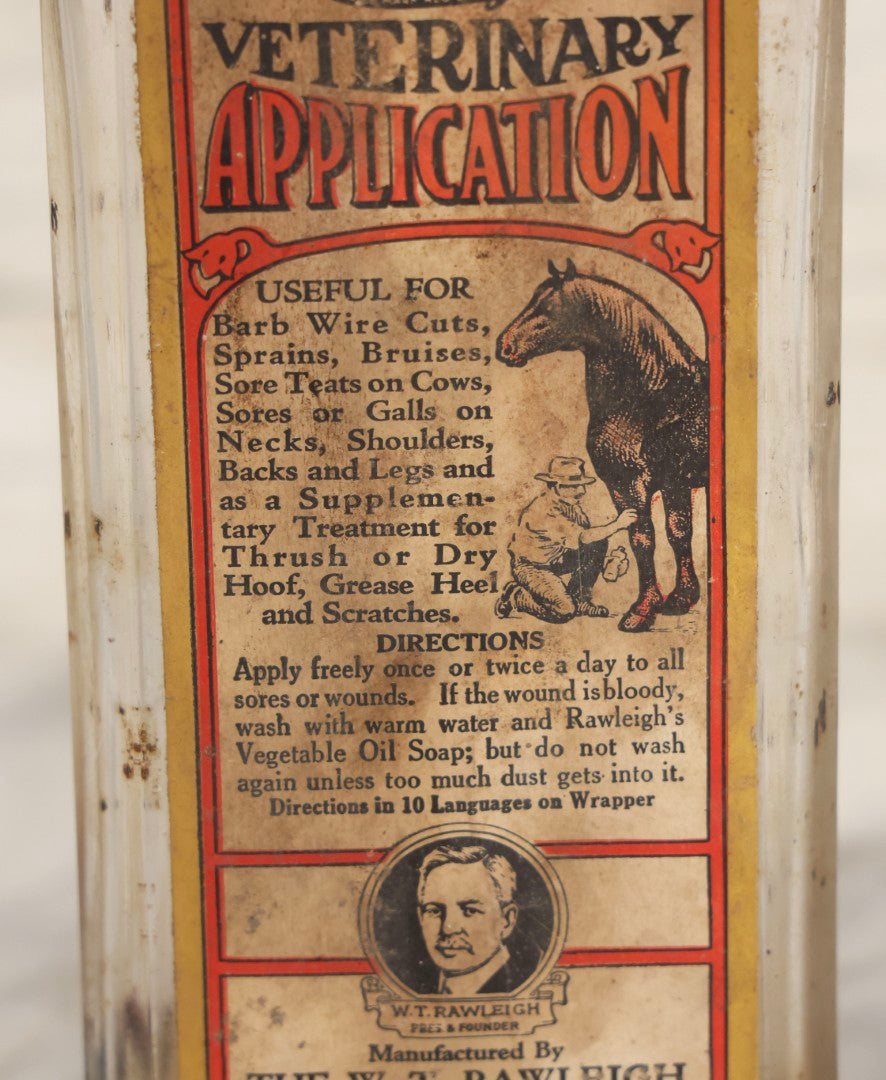 VETERINARY
APPLICATION
USEFUL FOR
Barb Wire Cuts,
Sprains, Bruises,
Sore Teats on Cows,
Sores or Galls on
Necks, Shoulders,
Backs and Legs and
as a Supplemen-
tary Treatment for
Thrush or Dry
Hoof, Grease Heel
and Scratches.
DIRECTIONS
Apply freely once or twice a day to all
sores or wounds. If the wound is bloody,
wash with warm water and Rawleigh's
Vegetable Oil Soap; but do not wash
again unless too much dust gets into it.
Directions in 10 Languages on Wrapper
W.T. RAWLEIGH
PRES. & FOUNDER
Manufactured By
THE W. T. RAWLEIGH